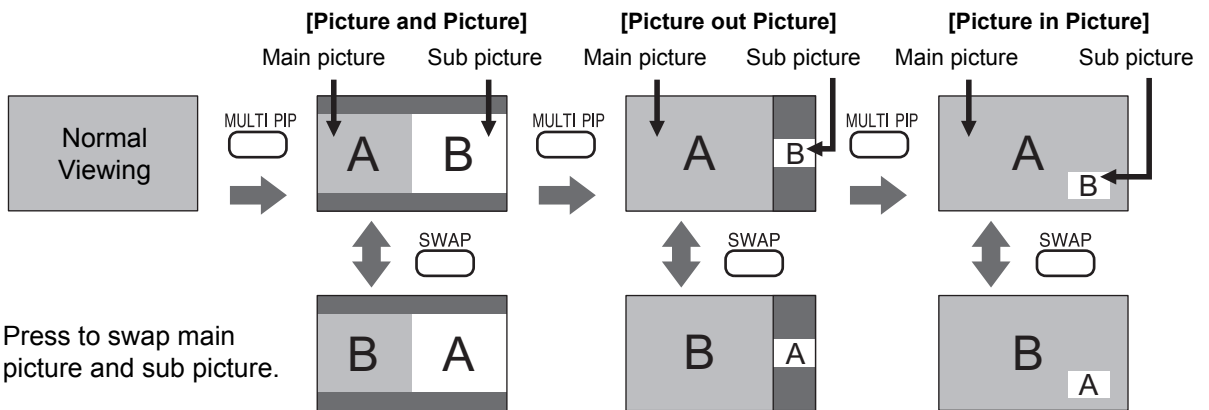 [Picture and Picture]
[Picture out Picture]
[Picture in Picture]
Main picture
Sub picture
Main picture
Sub picture
Main picture
Sub picture
Normal
Viewing
MULTI PIP
A
B
MULTI PIP
A
B
MULTI PIP
A
B
SWAP
SWAP
SWAP
Press to swap main
picture and sub picture.
B
A
B
A
B
A